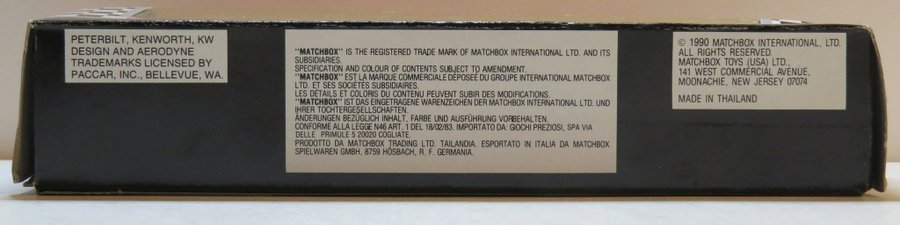 PETERBILT, KENWORTH, KW
DESIGN AND AERODYNE
TRADEMARKS LICENSED BY
PACCAR, INC., BELLEVUE, WA.
"MATCHBOX" IS THE REGISTERED TRADE MARK OF MATCHBOX INTERNATIONAL LTD. AND ITS
SUBSIDIARIES.
SPECIFICATION AND COLOUR OF CONTENTS SUBJECT TO AMENDMENT.
"MATCHBOX" EST LA MARQUE COMMERCIALE DÉPOSÉE DU GROUPE INTERNATIONAL MATCHBOX
LTD. ET SES SOCIÉTÉS SUBSIDIAIRES.
LES DÉTAILS ET COLORIS DU CONTENU PEUVENT SUBIR DES MODIFICATIONS.
"MATCHBOX" IST DAS EINGETRAGENE WARENZEICHEN DER MATCHBOX INTERNATIONAL LTD. UND
IHRER TOCHTERGESELLSCHAFTEN.
ÄNDERUNGEN BEZÜGLICH INHALT, FARBE UND AUSFÜHRUNG VORBEHALTEN.
CONFORME ALLA LEGGE N46 ART. 1 DEL 18/02/83. IMPORTATO DA: GIOCHI PREZIOSI, SPA VIA
DELLE PRIMULE 5 20020 COGLIATE.
PRODOTTO DA MATCHBOX TRADING LTD. TAILANDIA. ESPORTATO IN ITALIA DA MATCHBOX
SPIELWAREN GMBH, 8759 HÖSBACH, R. F. GERMANIA.
© 1990 MATCHBOX INTERNATIONAL, LTD.
ALL RIGHTS RESERVED.
MATCHBOX TOYS (USA) LTD.,
141 WEST COMMERCIAL AVENUE,
MOONACHIE, NEW JERSEY 07074
MADE IN THAILAND